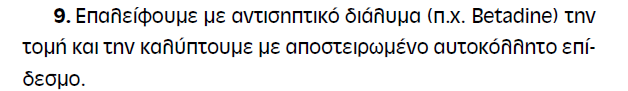 9. Επαλείφουμε με αντισηπτικό διάλυμα (π.χ. Betadine) την
τομή και την καλύπτουμε με αποστειρωμένο αυτοκόλλητο επί-
δεσμο.